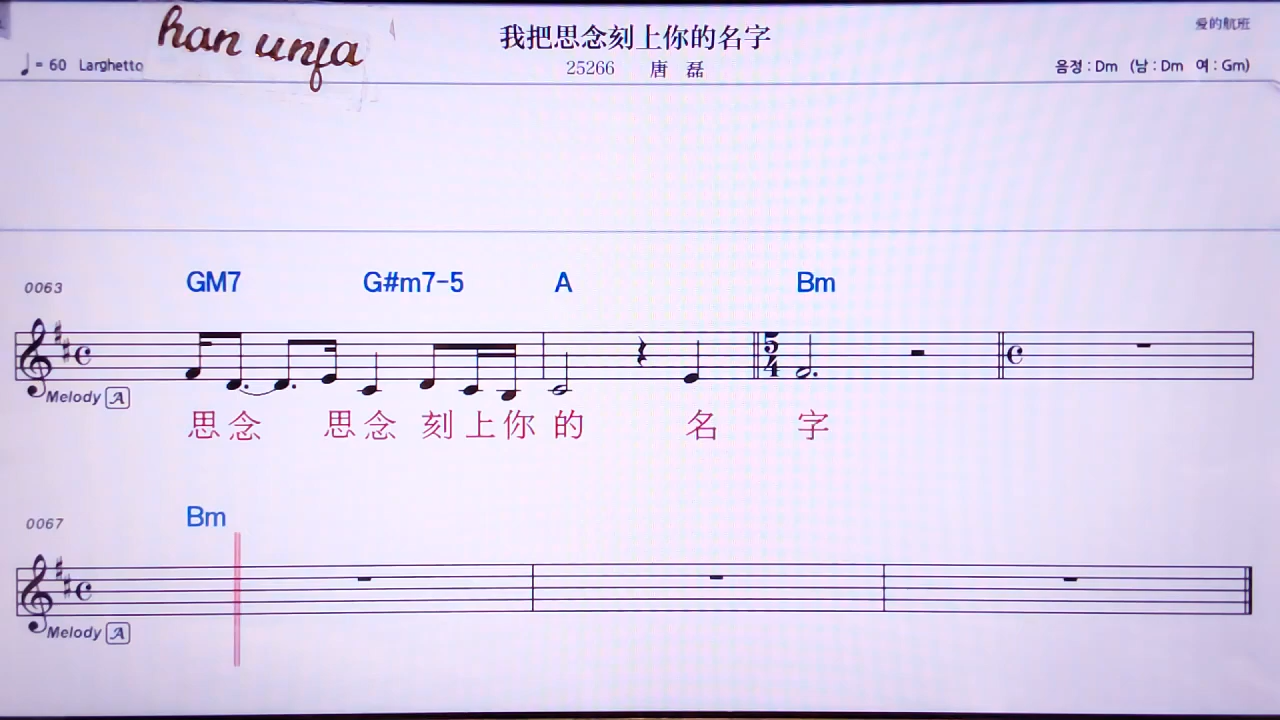 han unja
我把思念刻上你的名字
爱的航班
♩= 60 Larghetto
25266 唐 磊
음정 : Dm (남 : Dm 여 : Gm)
0063 GM7 G#m7-5 A Bm
5
4
Melody A
思念 思念 刻上你的 名 字
0067 Bm
Melody A